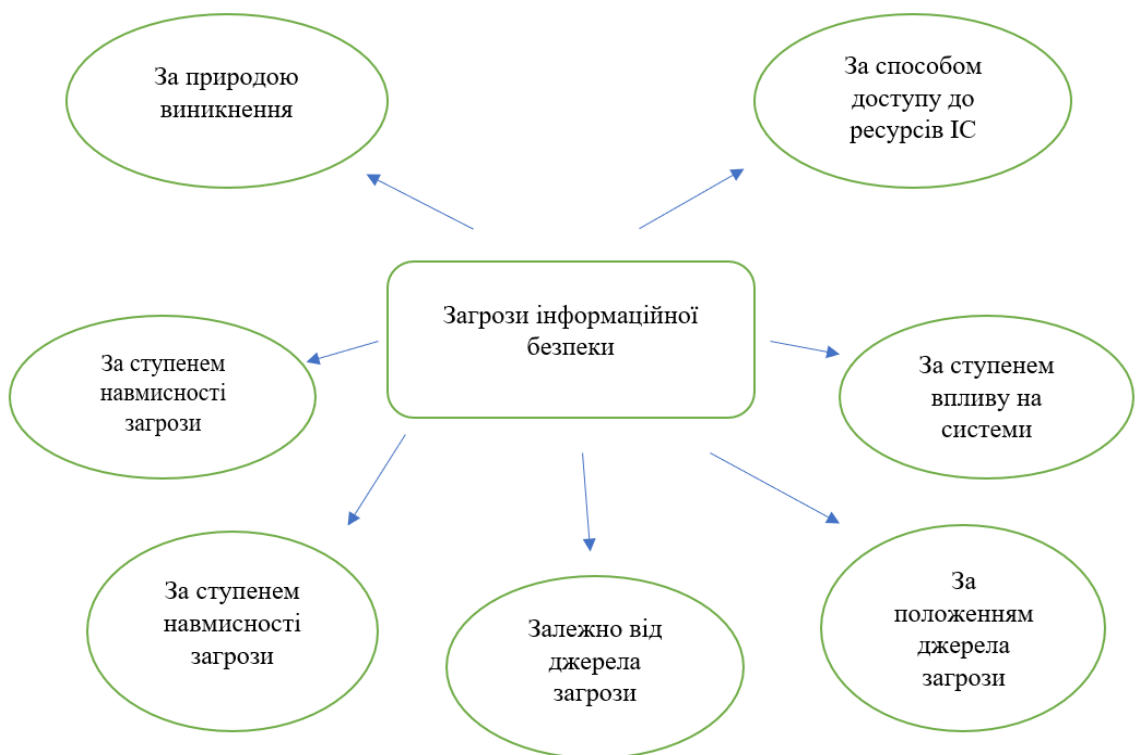 За природою
виникнення
За способом
доступу до
ресурсів ІС
Загрози інформаційної
безпеки
За ступенем
навмисності
загрози
За ступенем
впливу на
системи
За ступенем
навмисності
загрози
Залежно від
джерела
загрози
За
положенням
джерела
загрози